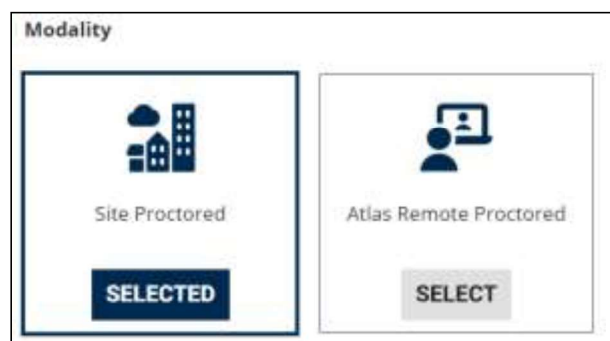 Modality
Site Proctored
Atlas Remote Proctored
SELECTED
SELECT